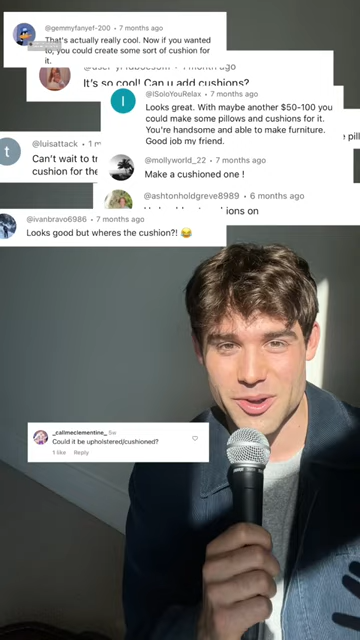 @gemmyfanyef-200 • 7 months ago
That's actually really cool. Now if you wanted
to, you could create some sort of cushion for
it.
It's so cool! Can u add cushions?
@iSoloYouRelax • 7 months ago
Looks great. With maybe another $50-100 you
could make some pillows and cushions for it.
You're handsome and able to make furniture.
Good job my friend.
@luisattack • 1
Can't wait to
cushion for the
@mollyworld_22 • 7 months ago
Make a cushioned one !
@ashtonholdgreve8989 • 6 months ago
on
@ivanbravo6986 • 7 months ago
Looks good but wheres the cushion?! 😂
_callmeclementine_ 5w
Could it be upholstered/cushioned?
1 like Reply